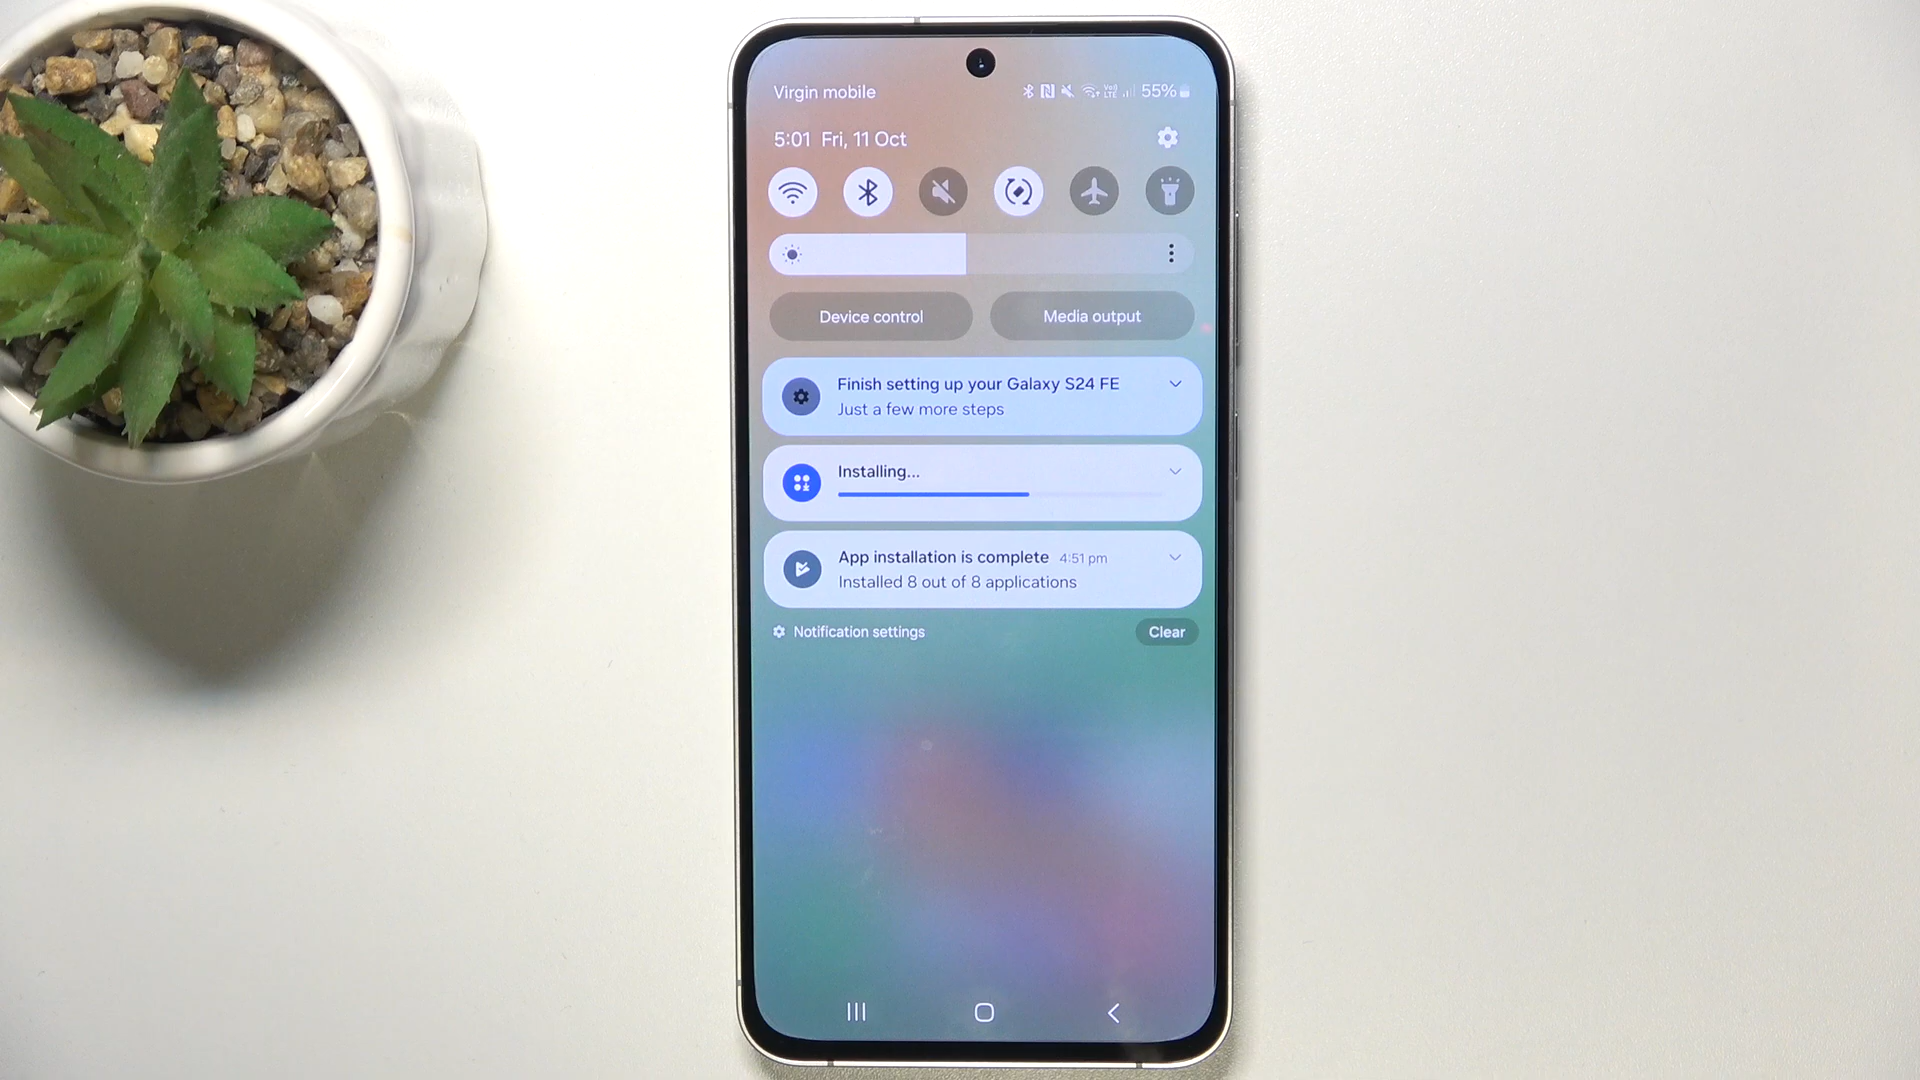 Virgin mobile 55%
5:01 Fri, 11 Oct
Device control Media output
Finish setting up your Galaxy S24 FE
Just a few more steps
Installing...
App installation is complete 4:51 pm
Installed 8 out of 8 applications
Notification settings Clear